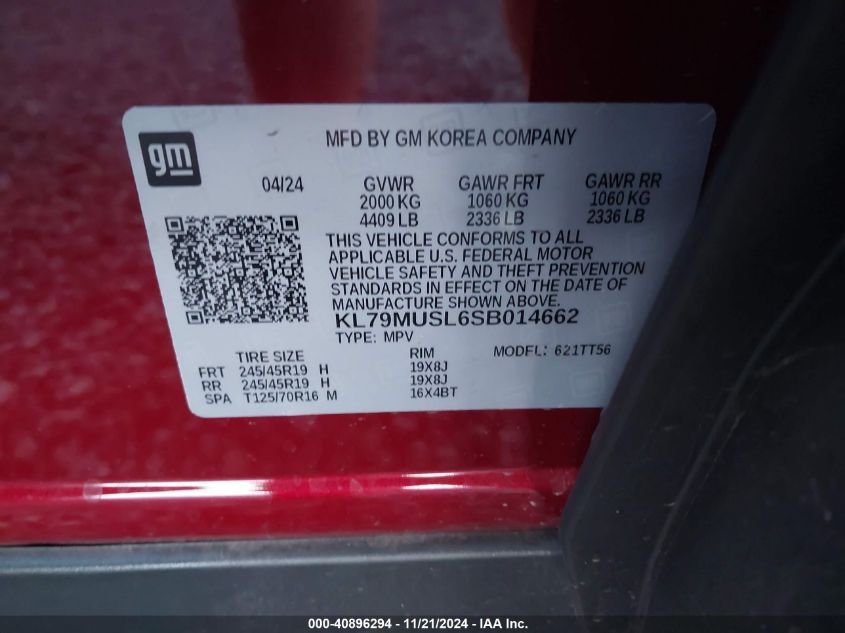 gm
MFD BY GM KOREA COMPANY
04/24 GVWR GAWR FRT GAWR RR
2000 KG 1060 KG 1060 KG
4409 LB 2336 LB 2336 LB
THIS VEHICLE CONFORMS TO ALL
APPLICABLE U.S. FEDERAL MOTOR
VEHICLE SAFETY AND THEFT PREVENTION
STANDARDS IN EFFECT ON THE DATE OF
MANUFACTURE SHOWN ABOVE.
KL79MUSL6SB014662
TYPE: MPV
TIRE SIZE RIM MODEL: 621TT56
FRT 245/45R19 H 19X8J
RR 245/45R19 H 19X8J
SPA T125/70R16 M 16X4BT
000-40896294 - 11/21/2024 - IAA Inc.